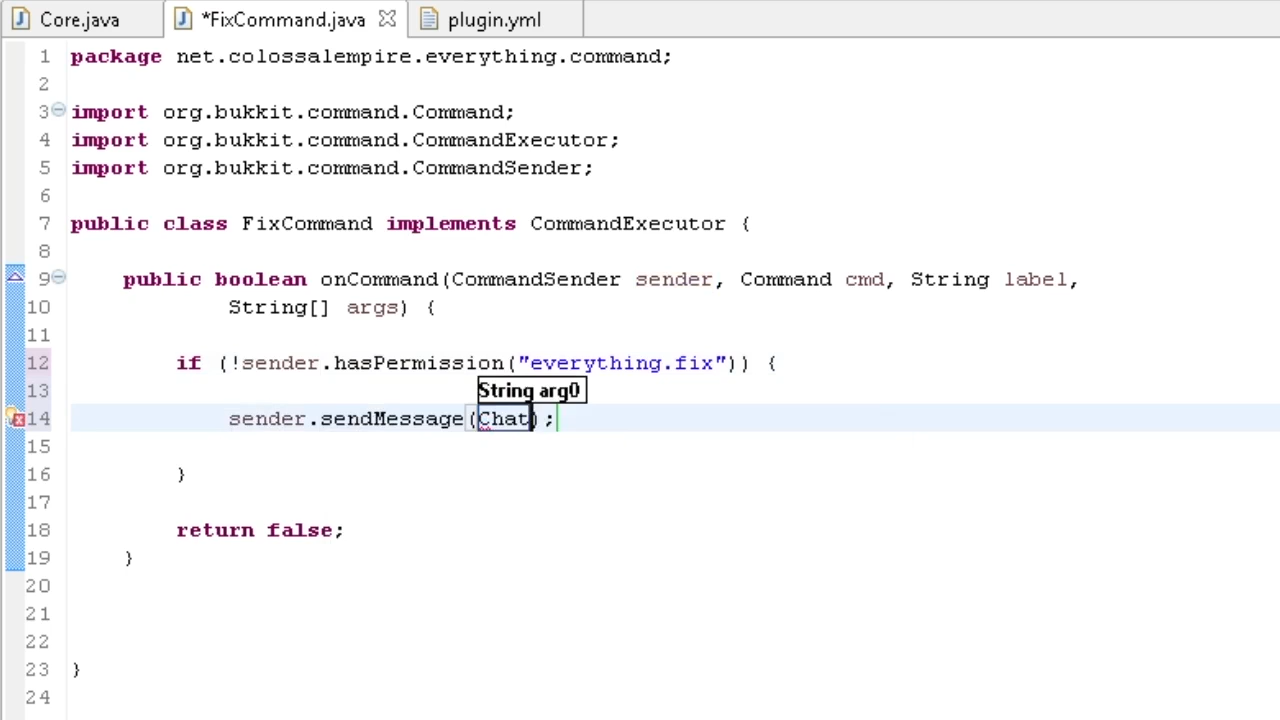 Core.java *FixCommand.java plugin.yml
1 package net.colossalempire.everything.command;
2
3 import org.bukkit.command.Command;
4 import org.bukkit.command.CommandExecutor;
5 import org.bukkit.command.CommandSender;
6
7 public class FixCommand implements CommandExecutor {
8
9 public boolean onCommand(CommandSender sender, Command cmd, String label,
10 String[] args) {
11
12 if (!sender.hasPermission("everything.fix")) {
13 String arg0
14 sender.sendMessage(Chat);
15
16 }
17
18 return false;
19 }
20
21
22
23 }
24